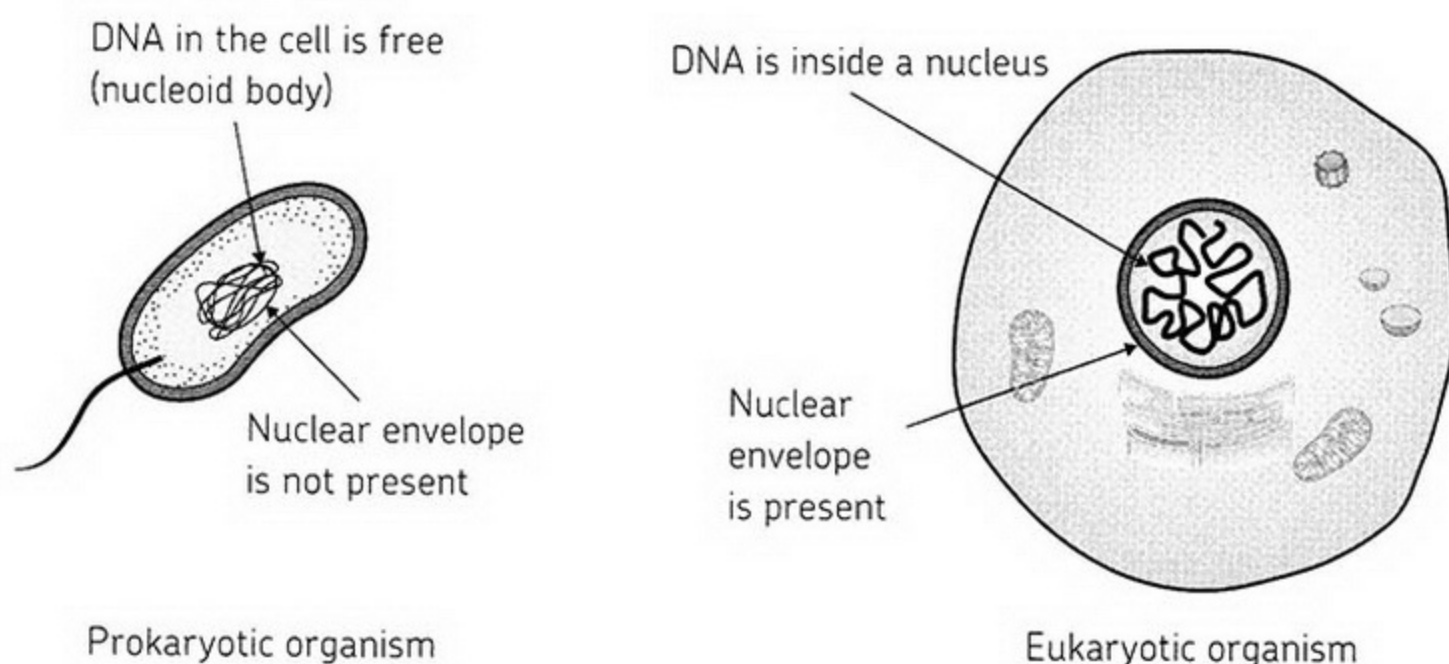 DNA in the cell is free
(nucleoid body)
Nuclear envelope
is not present
Prokaryotic organism
DNA is inside a nucleus
Nuclear
envelope
is present
Eukaryotic organism